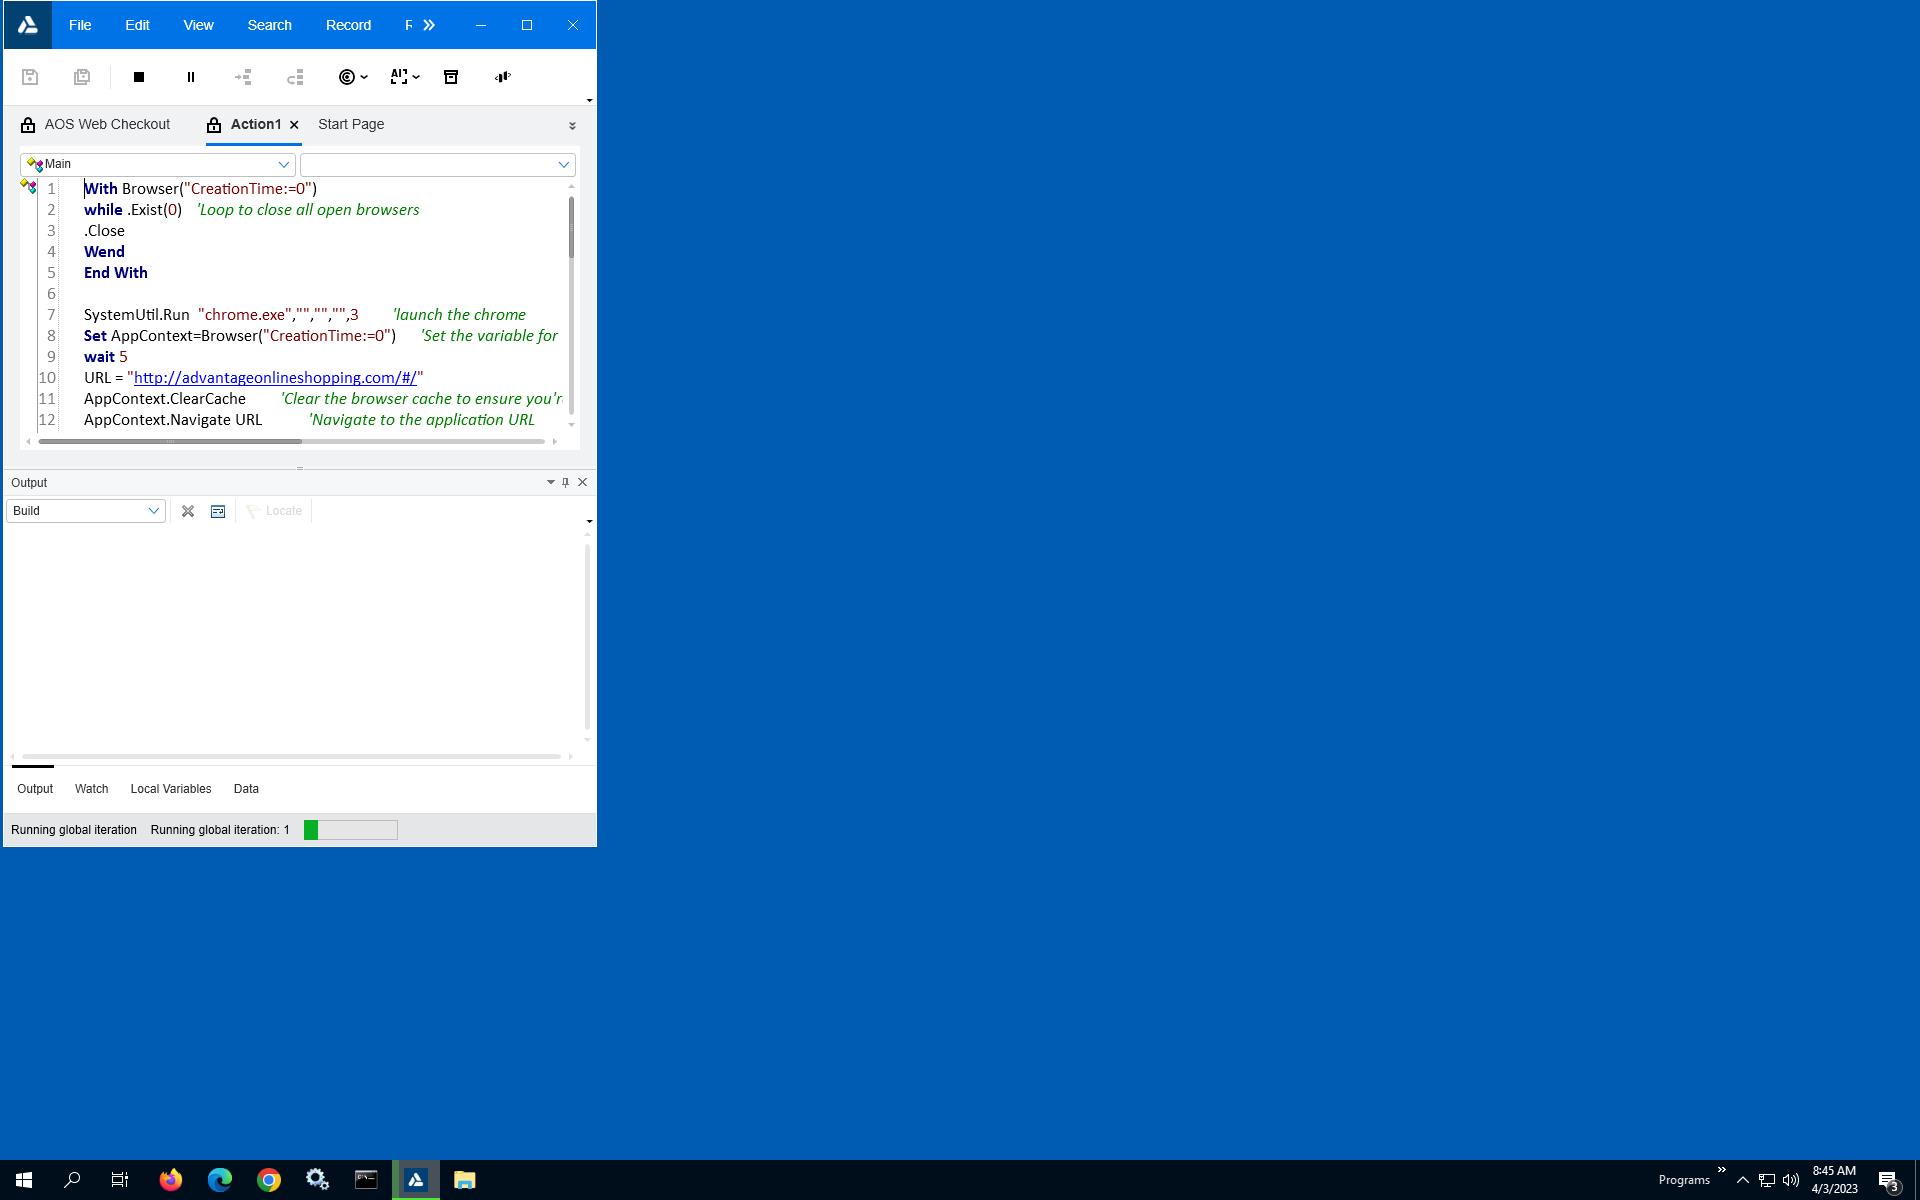 File Edit View Search Record
AOS Web Checkout Action1 Start Page
Main
1 With Browser("CreationTime:=0")
2 while .Exist(0) 'Loop to close all open browsers
3 .Close
4 Wend
5 End With
6
7 SystemUtil.Run "chrome.exe","","","",3 'launch the chrome
8 Set AppContext=Browser("CreationTime:=0") 'Set the variable for
9 wait 5
10 URL = "http://advantageonlineshopping.com/#/"
11 AppContext.ClearCache 'Clear the browser cache to ensure you'r
12 AppContext.Navigate URL 'Navigate to the application URL
Output
Build Locate
Output Watch Local Variables Data
Running global iteration Running global iteration: 1
Programs
8:45 AM
4/3/2023
3